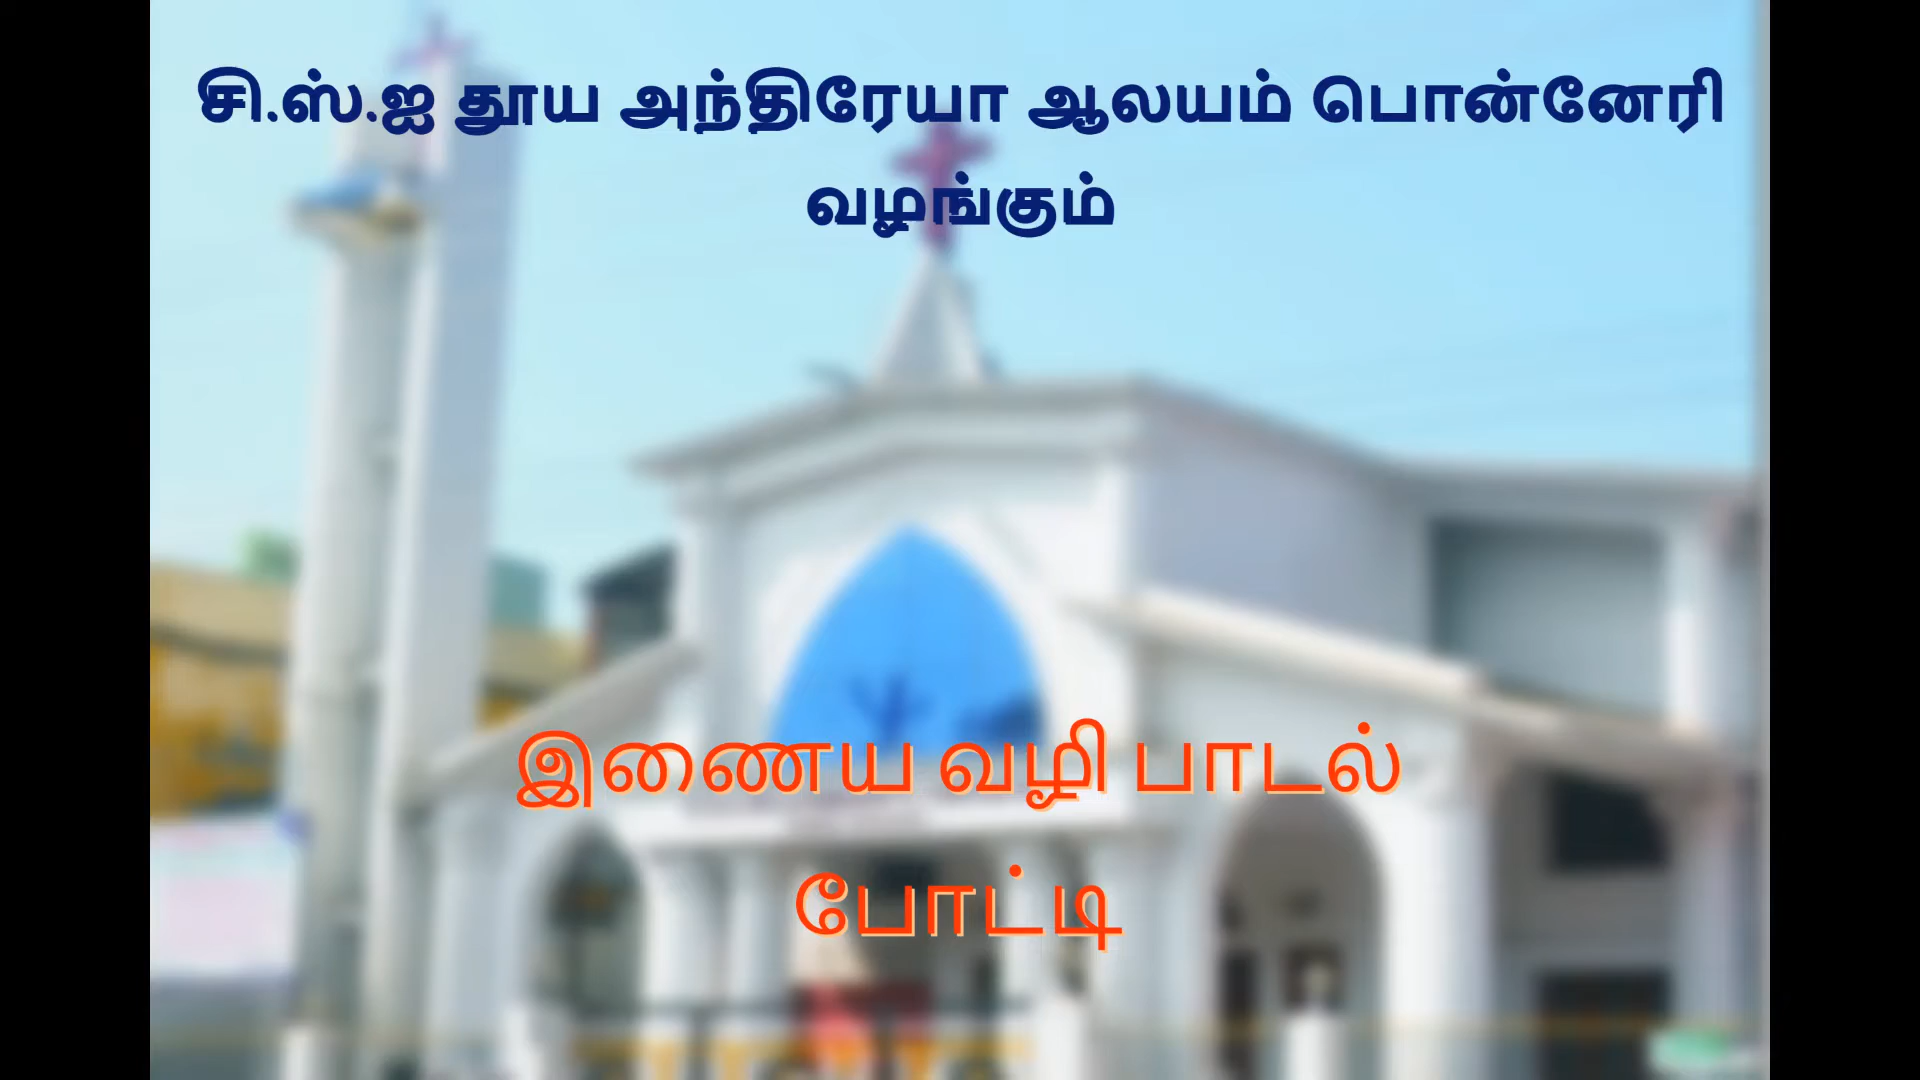 சி.ஸ்.ஐ தூய அந்திரேயா ஆலயம் பொன்னேரி
வழங்கும்
இணைய வழி பாடல்
போட்டி